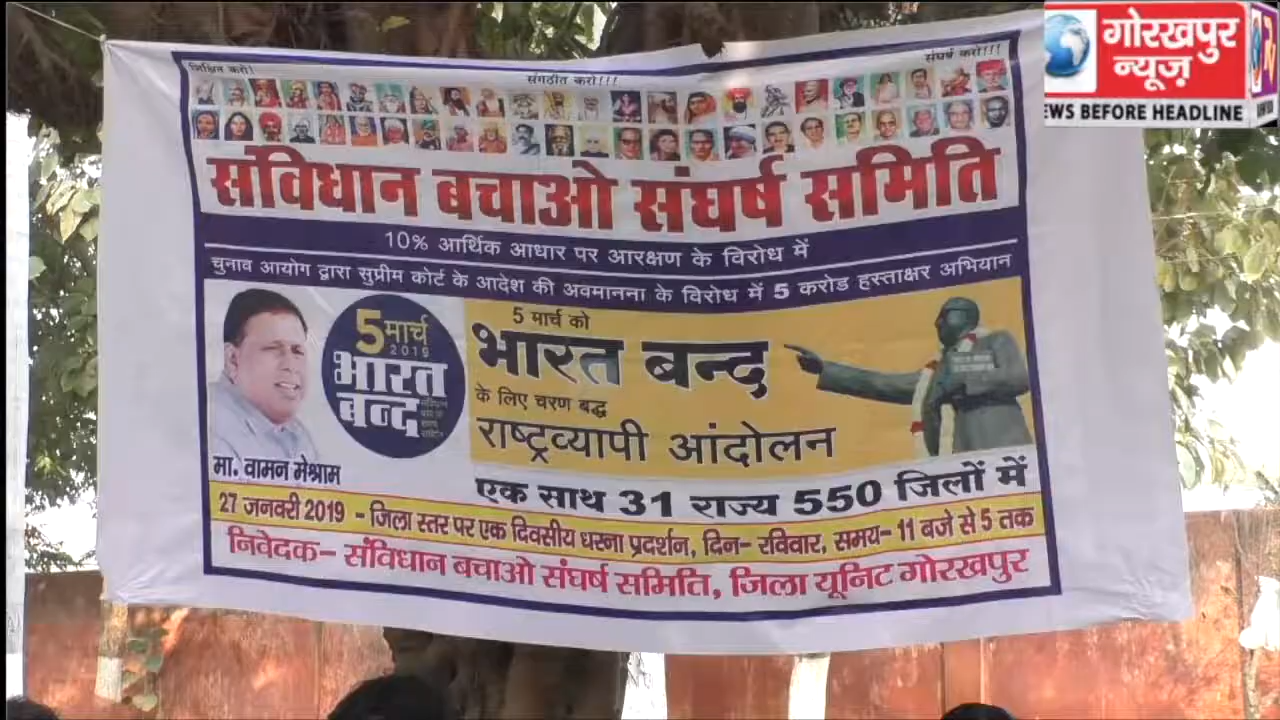 शिक्षित करो!
संगठीत करो!!!
संघर्ष करो!!!
गोरखपुर
न्यूज़
EWS BEFORE HEADLINE
संविधान बचाओ संघर्ष समिति
10% आर्थिक आधार पर आरक्षण के विरोध में
चुनाव आयोग द्वारा सुप्रीम कोर्ट के आदेश की अवमानना के विरोध में 5 करोड हस्ताक्षर अभियान
5 मार्च
2019
भारत
बन्द
5 मार्च को
भारत बन्द
के लिए चरण बद्ध
राष्ट्रव्यापी आंदोलन
मा. वामन मेश्राम
एक साथ 31 राज्य 550 जिलों में
27 जनवरी 2019 - जिला स्तर पर एक दिवसीय धरना प्रदर्शन, दिन- रविवार, समय- 11 बजे से 5 तक
निवेदक- संविधान बचाओ संघर्ष समिति, जिला यूनिट गोरखपुर